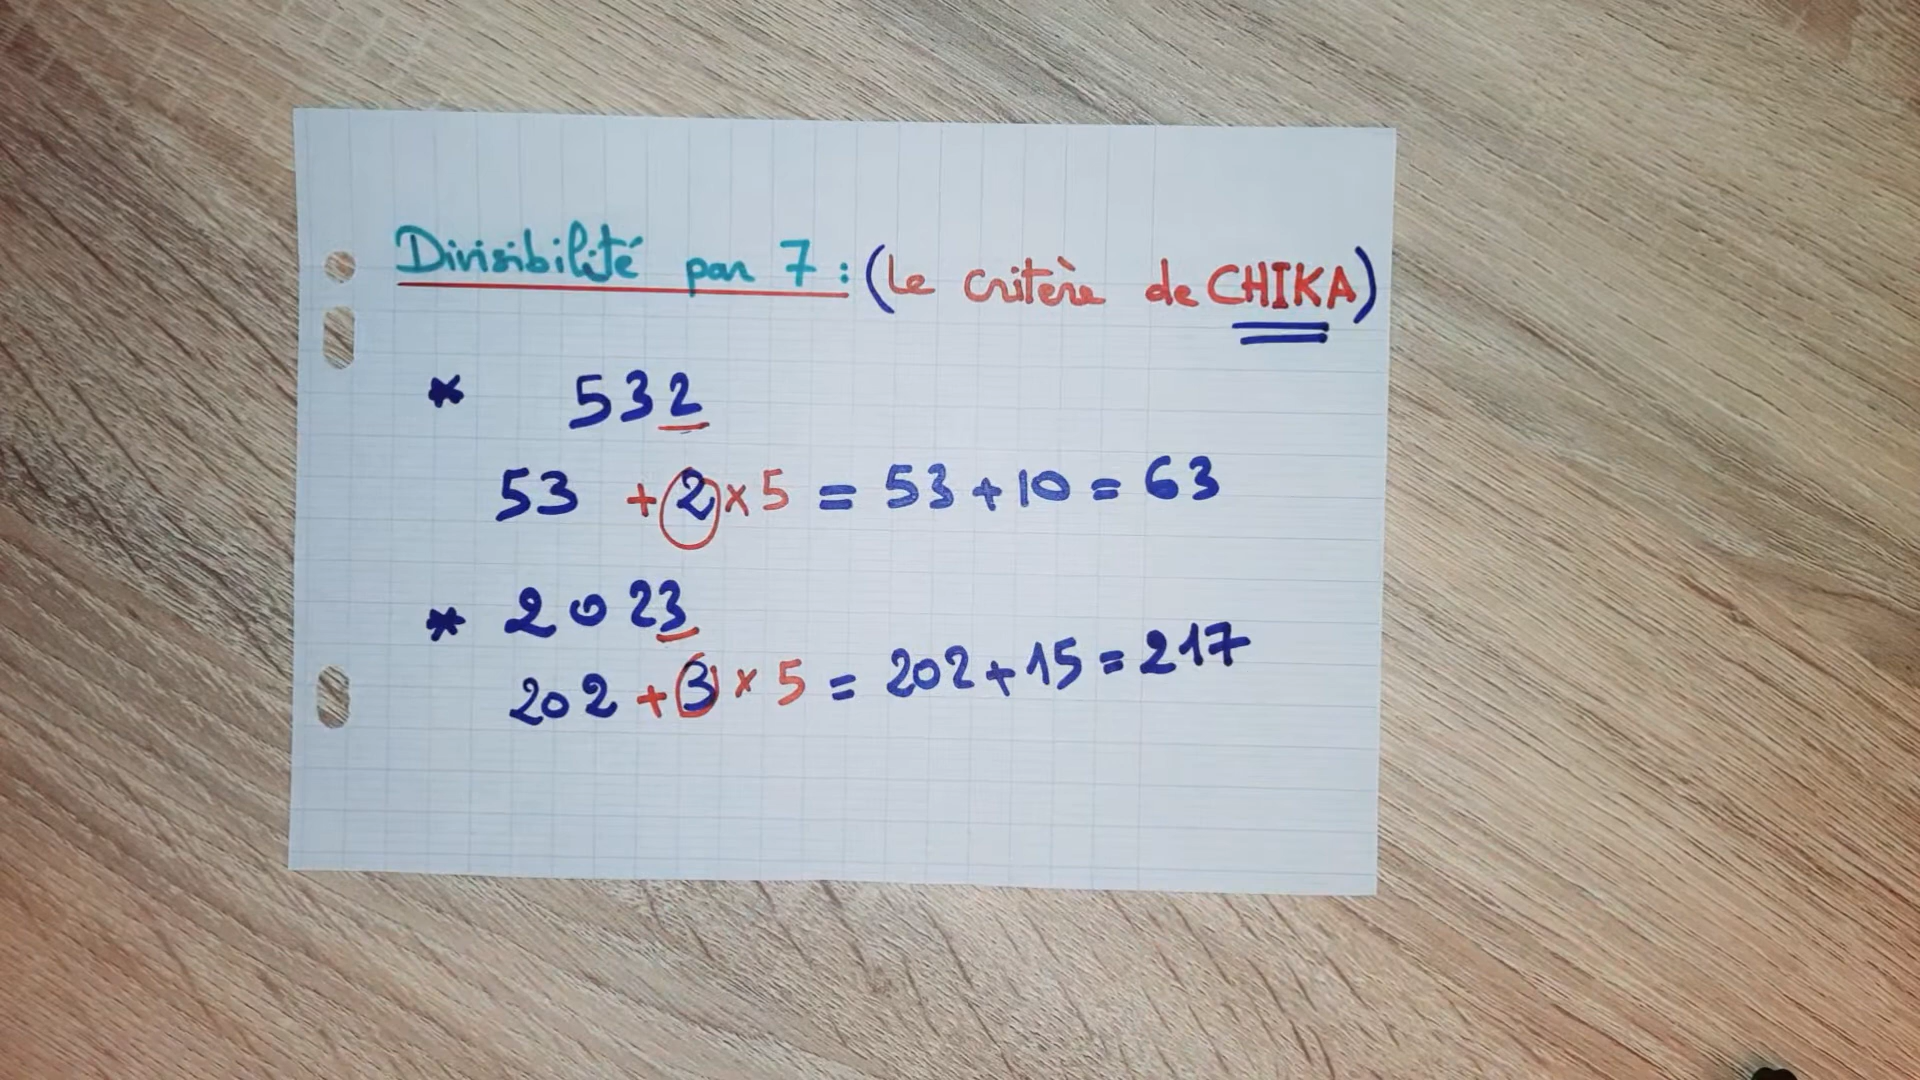 Divisibilité par 7 : (Le critère de CHIKA)
* 532
53 + 2 × 5 = 53 + 10 = 63
* 2023
202 + 3 × 5 = 202 + 15 = 217